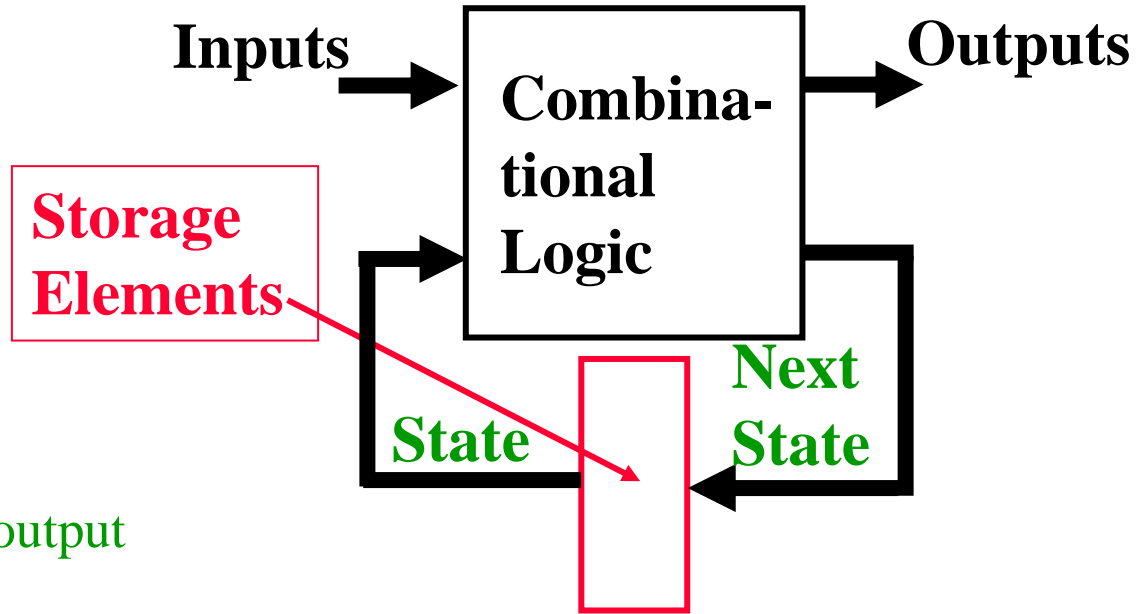 Inputs
Outputs
Combina-
tional
Logic
Storage
Elements
Next
State
State
output